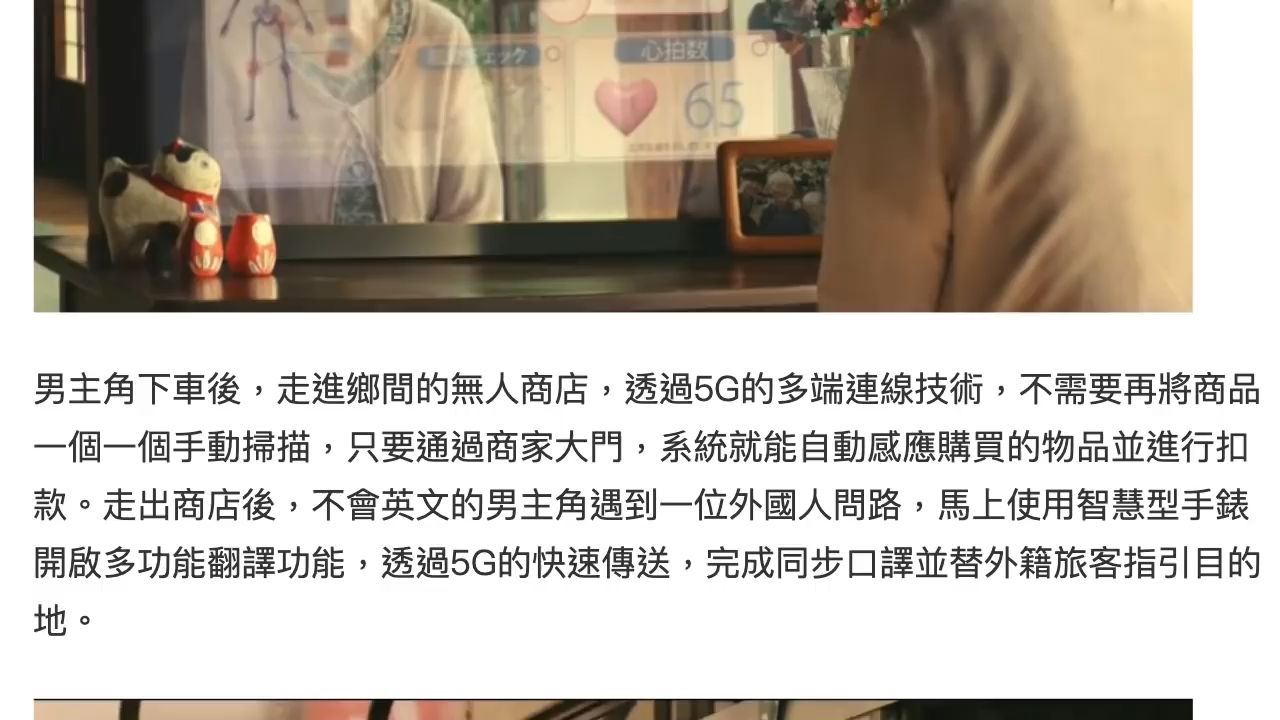 心拍数
65
男主角下車後，走進鄉間的無人商店，透過5G的多端連線技術，不需要再將商品
一個一個手動掃描，只要通過商家大門，系統就能自動感應購買的物品並進行扣
款。走出商店後，不會英文的男主角遇到一位外國人問路，馬上使用智慧型手錶
開啟多功能翻譯功能，透過5G的快速傳送，完成同步口譯並替外籍旅客指引目的
地。